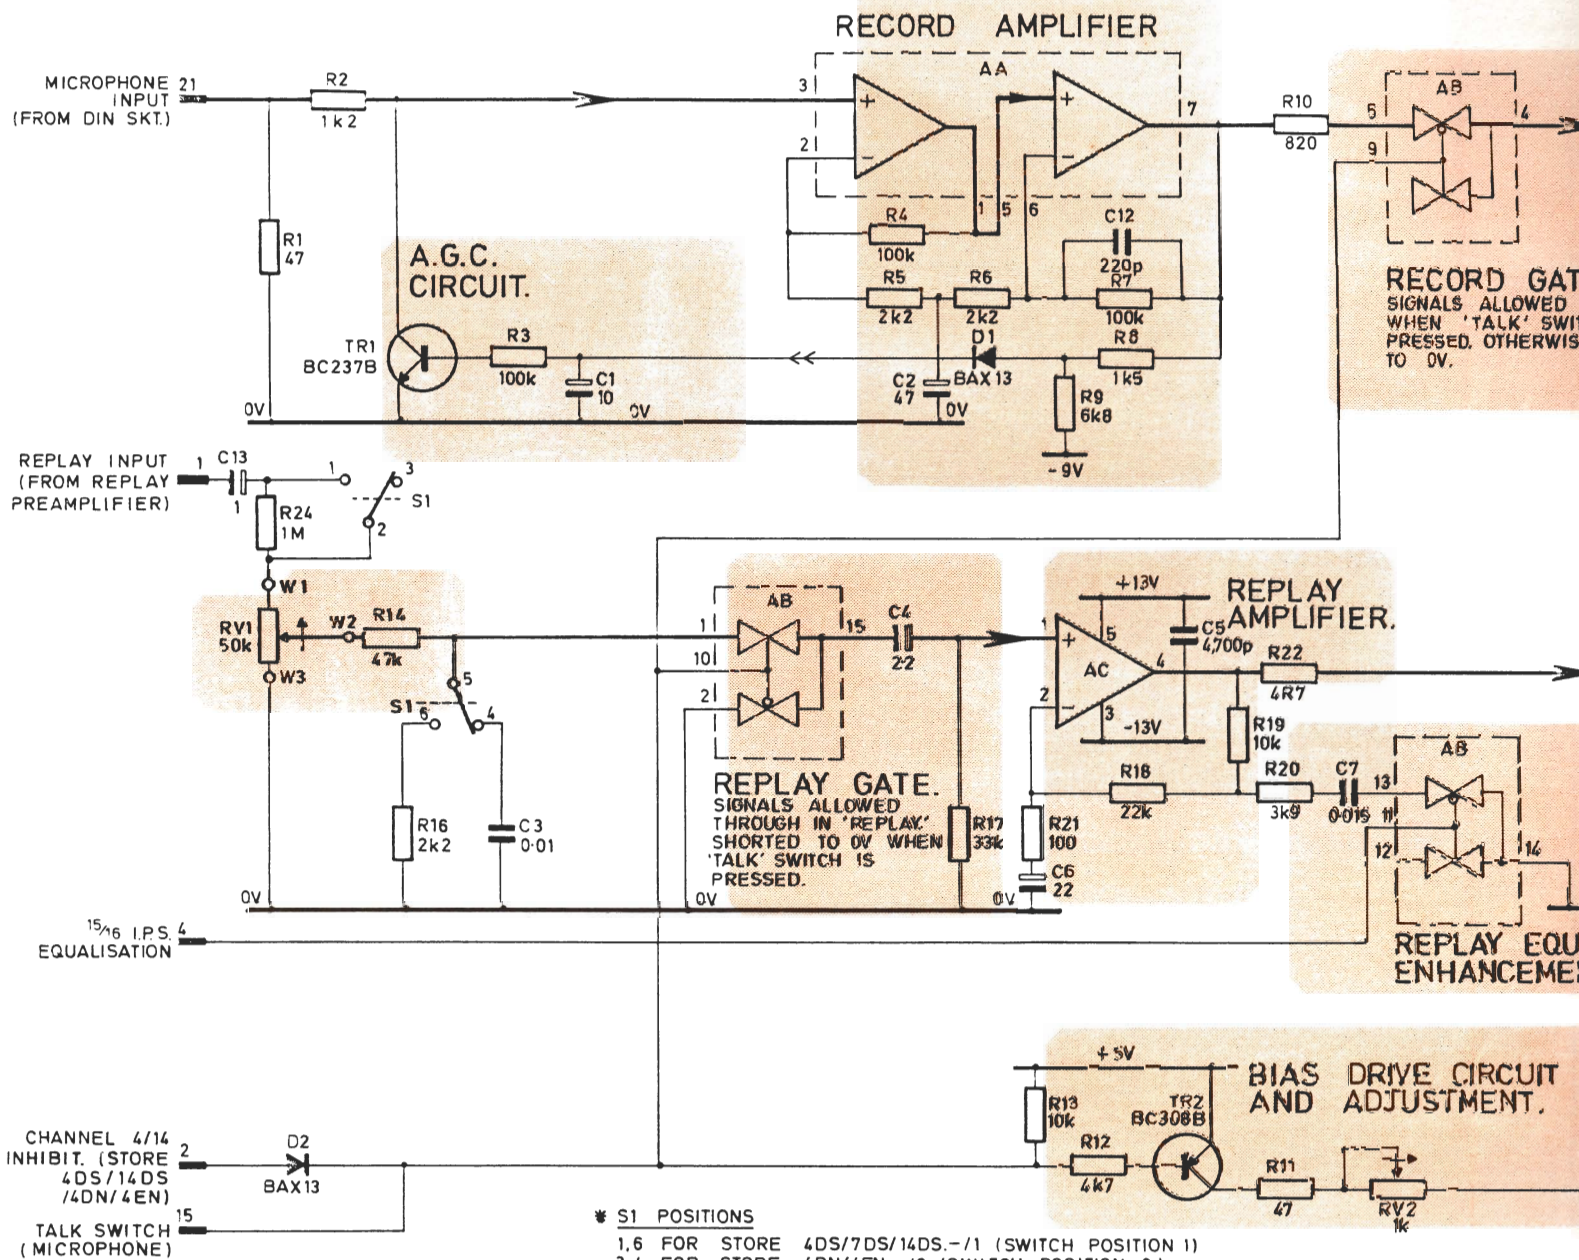 RECORD AMPLIFIER
MICROPHONE 21
INPUT
(FROM DIN SKT.)
R2
1k2
3
AA
2
7
R10
820
5
AB
4
9
1 5 6
R1
47
R4
100k
C12
220p
R5
2k2
R6
2k2
R7
100k
A.G.C.
CIRCUIT.
RECORD GAT
SIGNALS ALLOWED
WHEN 'TALK' SWI
PRESSED. OTHERWIS
TO 0V.
TR1
BC237B
R3
100k
C1
10
D1
BAX13
R8
1k5
C2
47
R9
6k8
0V
0V
0V
-9V
REPLAY INPUT
(FROM REPLAY
PREAMPLIFIER)
1
C13
1
1
3
S1
2
R24
1M
W1
RV1
50k
W2
R14
47k
W3
5
S1
6
4
R16
2k2
C3
0.01
1
AB
15
10
2
C4
2.2
REPLAY GATE.
SIGNALS ALLOWED
THROUGH IN 'REPLAY.'
SHORTED TO 0V WHEN
'TALK' SWITCH IS
PRESSED.
R17
33k
+13V
REPLAY
AMPLIFIER.
1
5
C5
4,700p
AC
4
2
3
-13V
R22
4R7
R19
10k
R18
22k
R20
3k9
C7
0.015
13
AB
11
12
14
R21
100
C6
22
0V
0V
0V
15/16 I.P.S. 4
EQUALISATION
REPLAY EQU
ENHANCEME
+5V
BIAS DRIVE CIRCUIT
AND ADJUSTMENT.
R13
10k
TR2
BC308B
R12
4k7
R11
47
RV2
1k
CHANNEL 4/14
INHIBIT. (STORE 2
4DS/14DS
/4DN/4EN)
D2
BAX13
TALK SWITCH 15
(MICROPHONE)
* S1 POSITIONS
1,6 FOR STORE 4DS/7DS/14DS.-/1 (SWITCH POSITION 1)